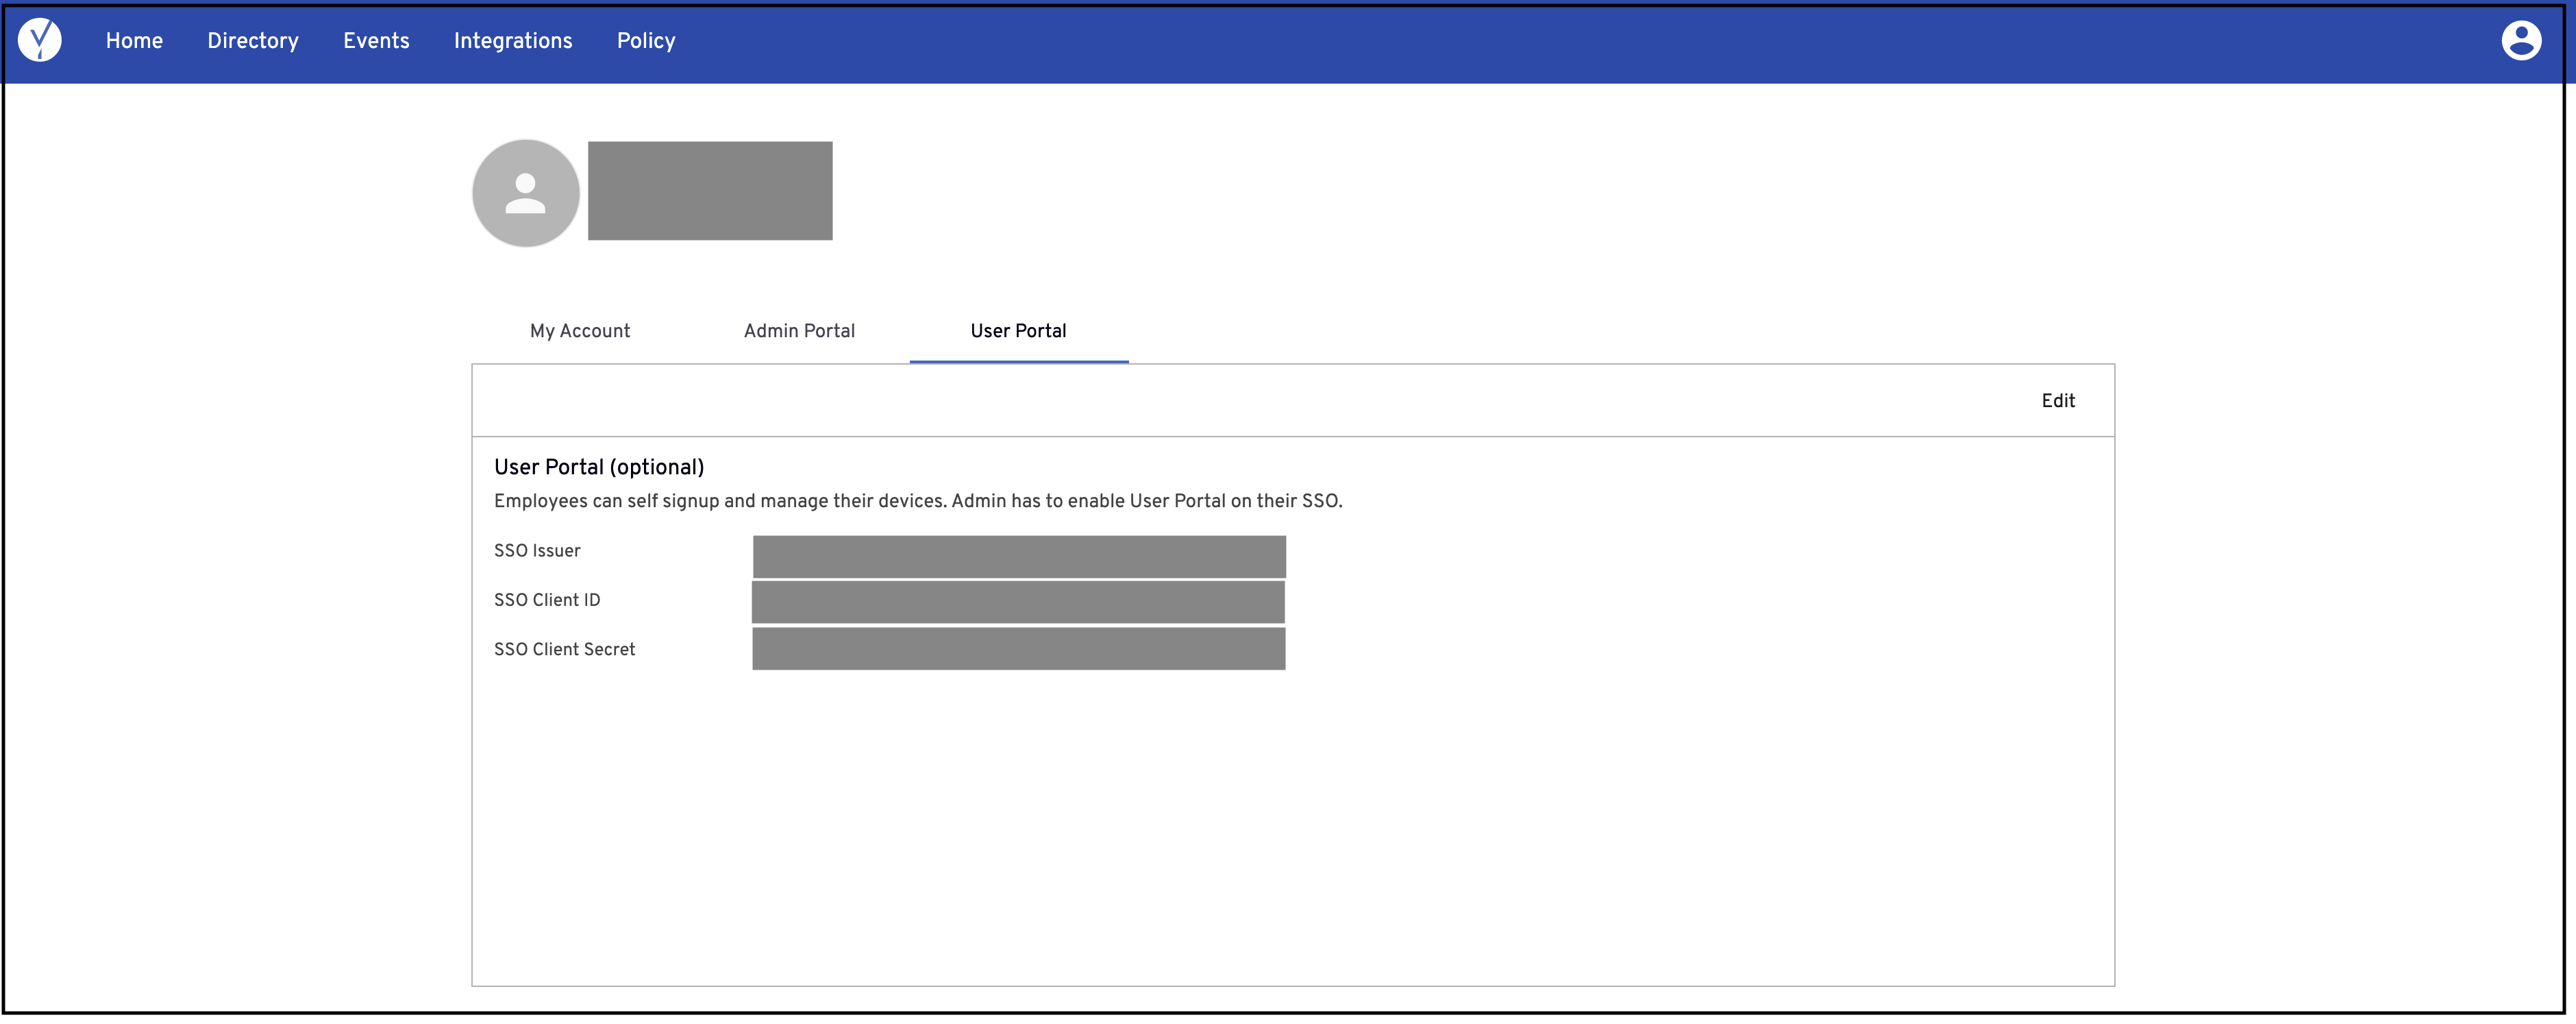 Home Directory Events Integrations Policy
My Account Admin Portal User Portal
Edit
User Portal (optional)
Employees can self signup and manage their devices. Admin has to enable User Portal on their SSO.
SSO Issuer
SSO Client ID
SSO Client Secret